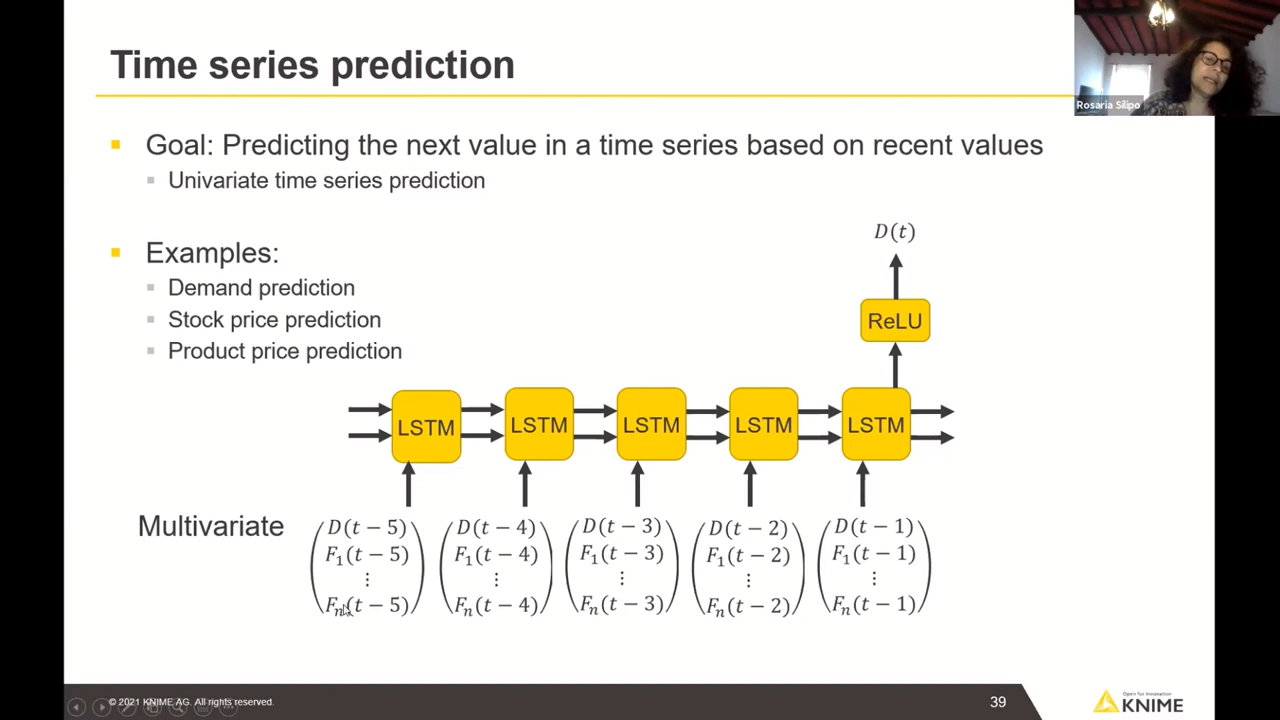 Time series prediction
Rosaria Silipo
Goal: Predicting the next value in a time series based on recent values
Univariate time series prediction
Examples:
Demand prediction
Stock price prediction
Product price prediction
D(t)
ReLU
LSTM LSTM LSTM LSTM LSTM
Multivariate
D(t − 5) D(t − 4) D(t − 3) D(t − 2) D(t − 1)
F₁(t − 5) F₁(t − 4) F₁(t − 3) F₁(t − 2) F₁(t − 1)
⋮ ⋮ ⋮ ⋮ ⋮
Fₙ(t − 5) Fₙ(t − 4) Fₙ(t − 3) Fₙ(t − 2) Fₙ(t − 1)
© 2021 KNIME AG. All rights reserved.
39
Open for Innovation
KNIME